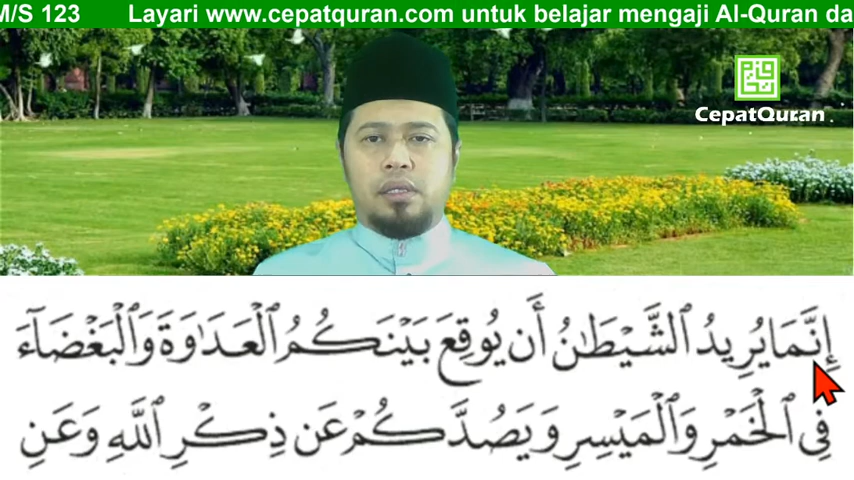 M/S 123 Layari www.cepatquran.com untuk belajar mengaji Al-Quran da
CepatQuran.
إِنَّمَا يُرِيدُ ٱلشَّيْطَٰنُ أَن يُوقِعَ بَيْنَكُمُ ٱلْعَدَٰوَةَ وَٱلْبَغْضَآءَ
فِى ٱلْخَمْرِ وَٱلْمَيْسِرِ وَيَصُدَّكُمْ عَن ذِكْرِ ٱللَّهِ وَعَنِ